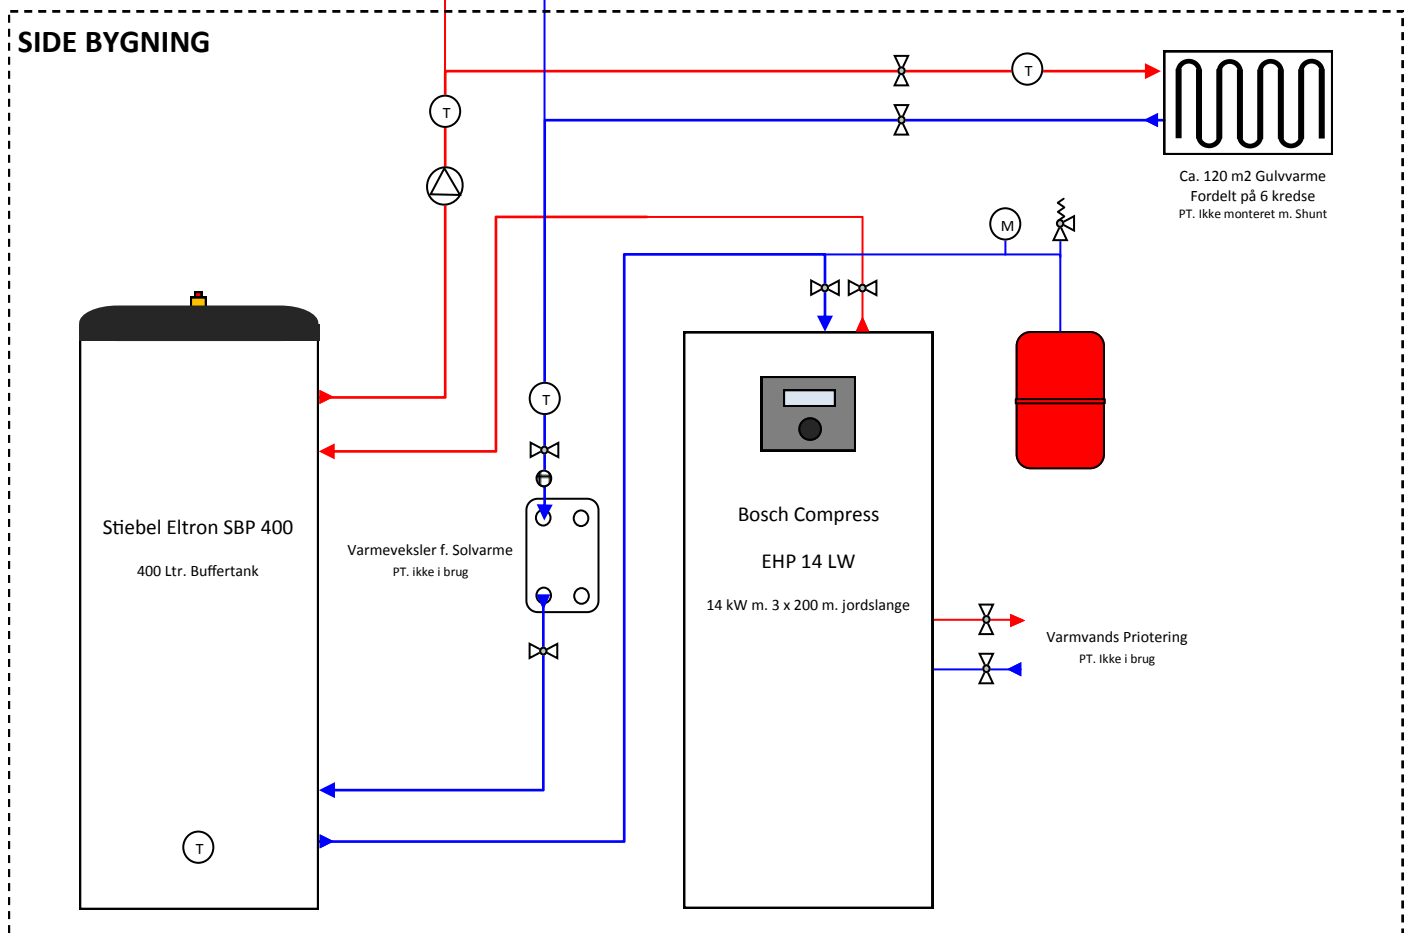 SIDE BYGNING
T
T
Ca. 120 m2 Gulvvarme
Fordelt på 6 kredse
PT. Ikke monteret m. Shunt
M
T
Stiebel Eltron SBP 400
400 Ltr. Buffertank
Varmeveksler f. Solvarme
PT. ikke i brug
Bosch Compress
EHP 14 LW
14 kW m. 3 x 200 m. jordslange
Varmvands Priotering
PT. Ikke i brug
T